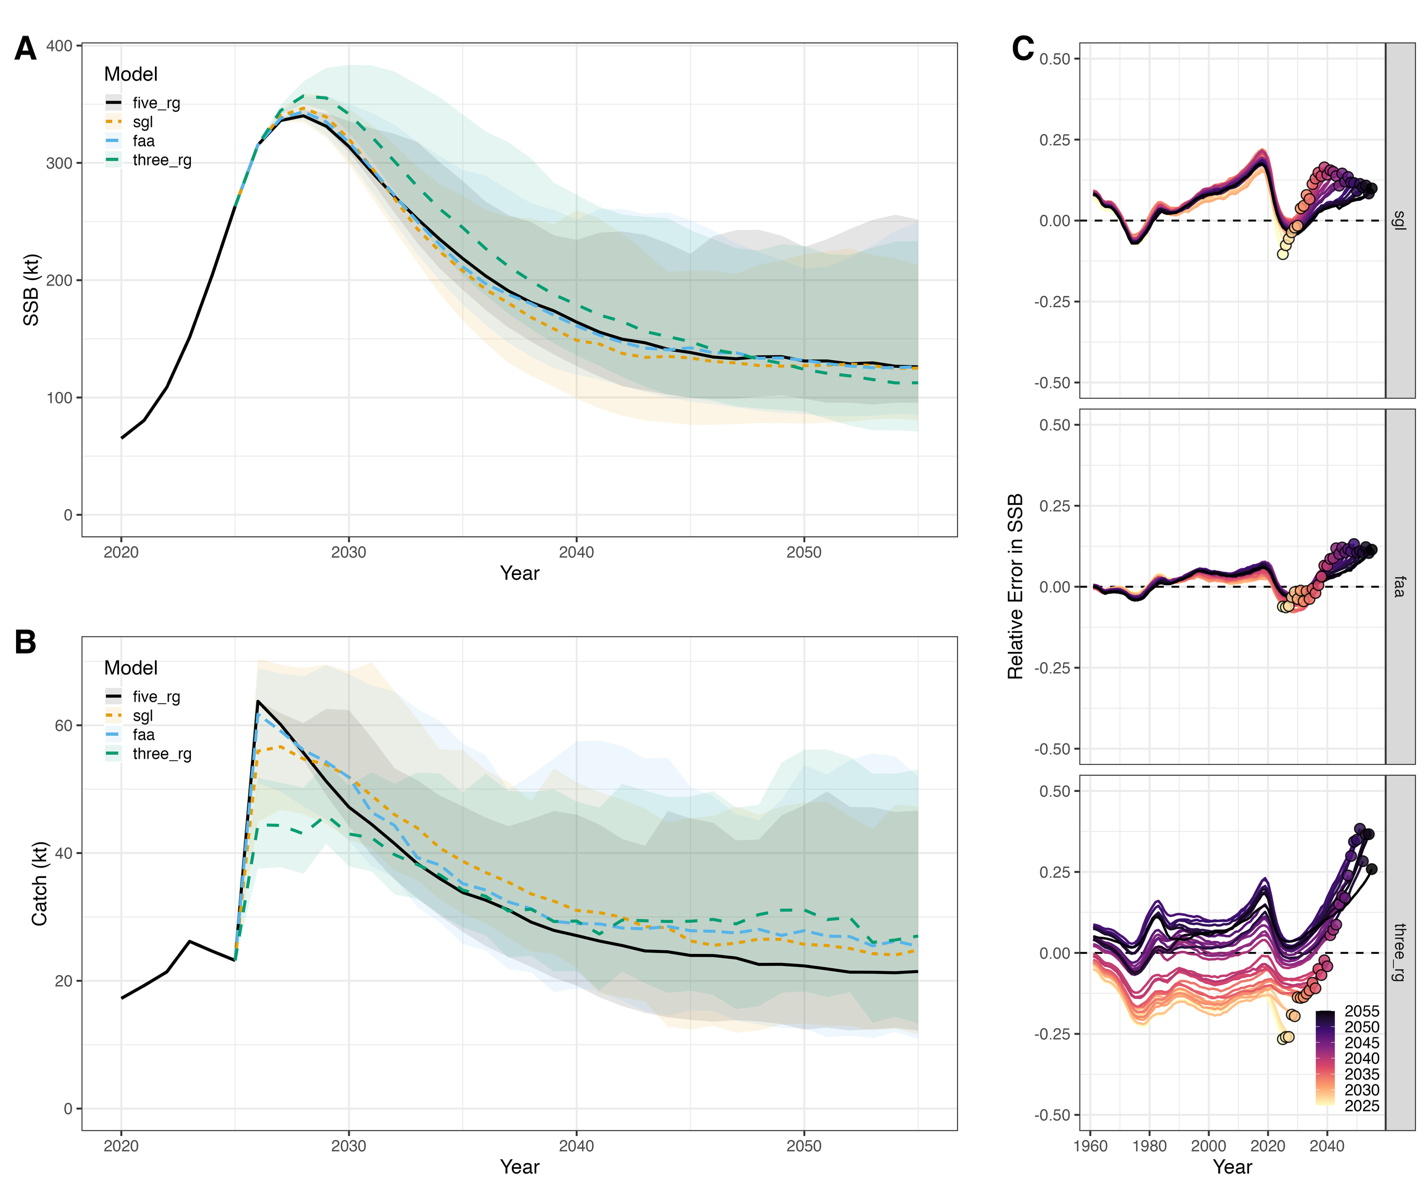 A
400
300
200
100
0
SSB (kt)
Model
five_rg
sgl
faa
three_rg
2020
2030
2040
2050
Year
B
60
40
20
0
Catch (kt)
Model
five_rg
sgl
faa
three_rg
2020
2030
2040
2050
Year
C
Relative Error in SSB
0.50
0.25
0.00
-0.25
-0.50
sgl
0.50
0.25
0.00
-0.25
-0.50
faa
0.50
0.25
0.00
-0.25
-0.50
three_rg
2055
2050
2045
2040
2035
2030
2025
1960
1980
2000
2020
2040
Year